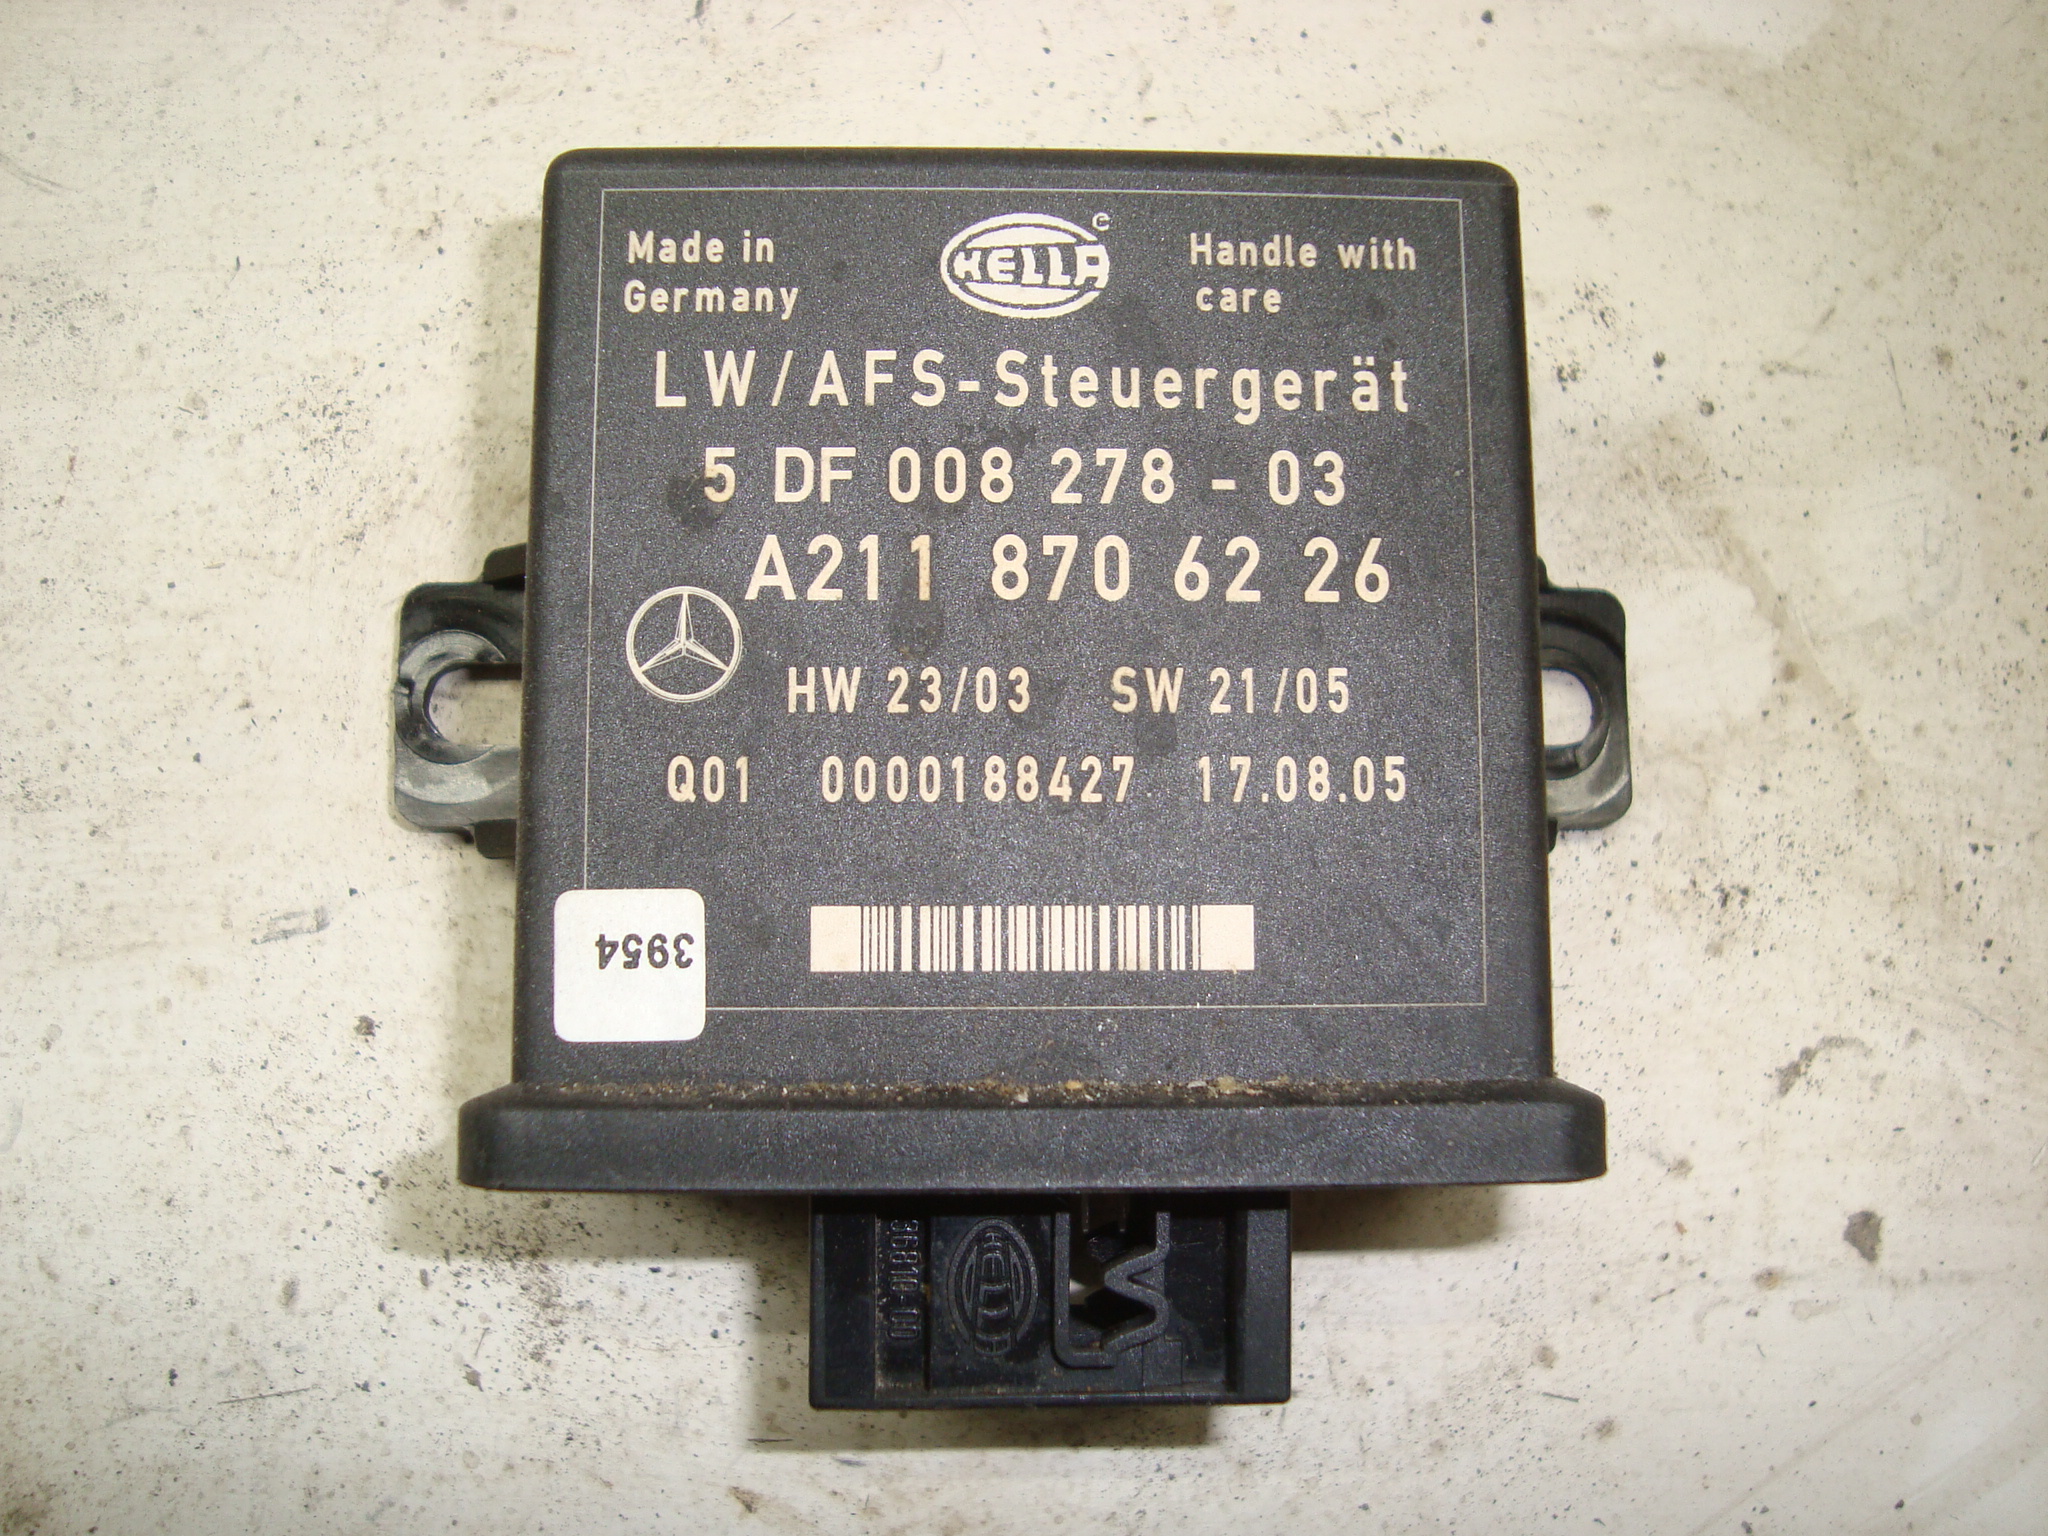 Made in
Germany
HELLA
Handle with
care
LW/AFS-Steuergerät
5 DF 008 278 - 03
A211 870 62 26
HW 23/03 SW 21/05
Q01 0000188427 17.08.05
3954
HELLA